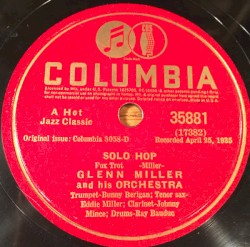 COLUMBIA
A Hot
Jazz Classic
35881
(17382)
Original issue: Columbia 3058-D
Recorded April 25, 1935
SOLO HOP
Fox Trot -Miller-
GLENN MILLER
and his ORCHESTRA
Trumpet-Bunny Berigan; Tenor sax-
Eddie Miller; Clarinet-Johnny
Mince; Drums-Ray Bauduc